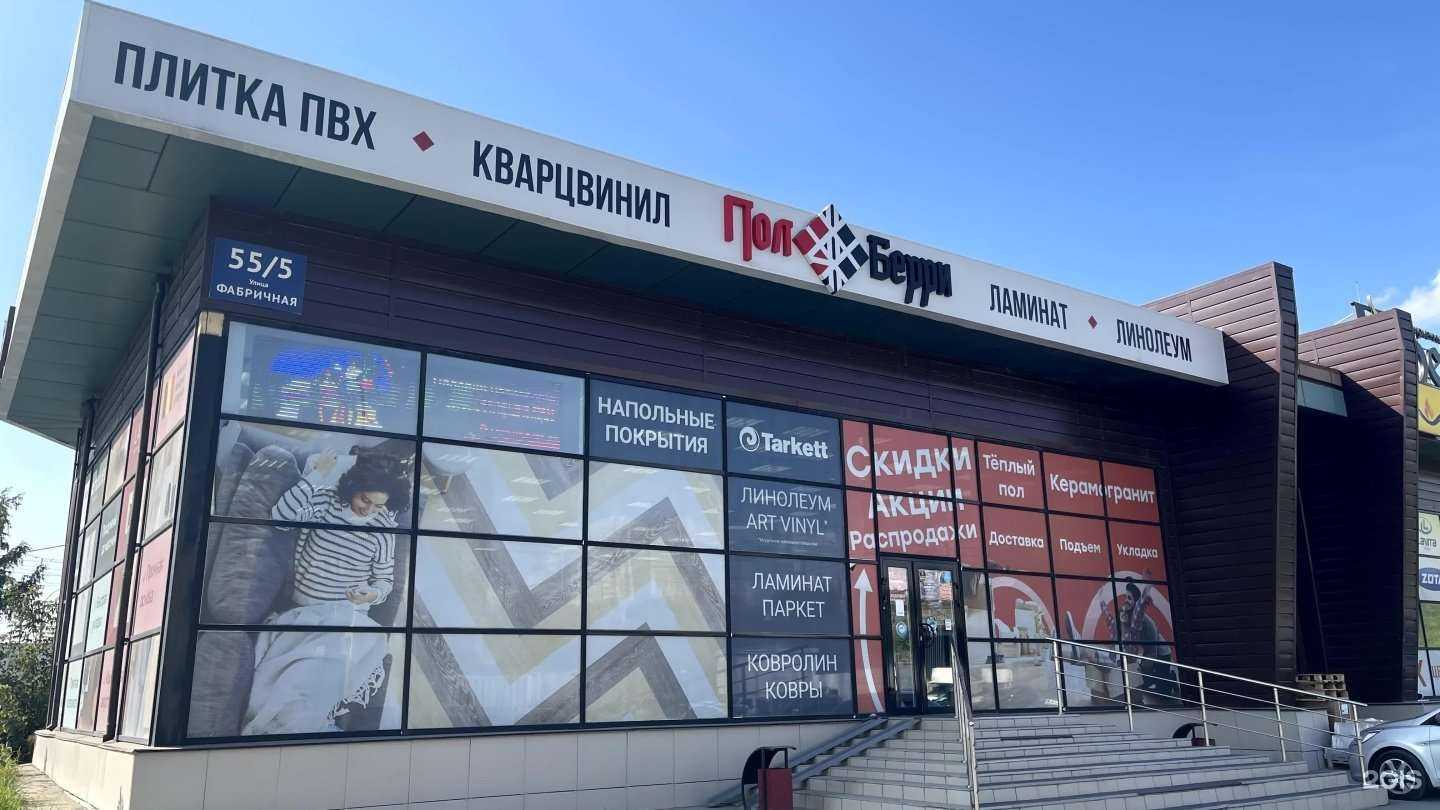 ПЛИТКА ПВХ
КВАРЦВИНИЛ
Пол Берри
ЛАМИНАТ
ЛИНОЛЕУМ
55/5
Улица
ФАБРИЧНАЯ
НАПОЛЬНЫЕ
ПОКРЫТИЯ
Tarkett
ЛИНОЛЕУМ
ART VINYL*
ЛАМИНАТ
ПАРКЕТ
КОВРОЛИН
КОВРЫ
Скидки
Акции
Распродажи
Тёплый
пол
Керамогранит
Доставка
Подъем
Укладка
2GIS